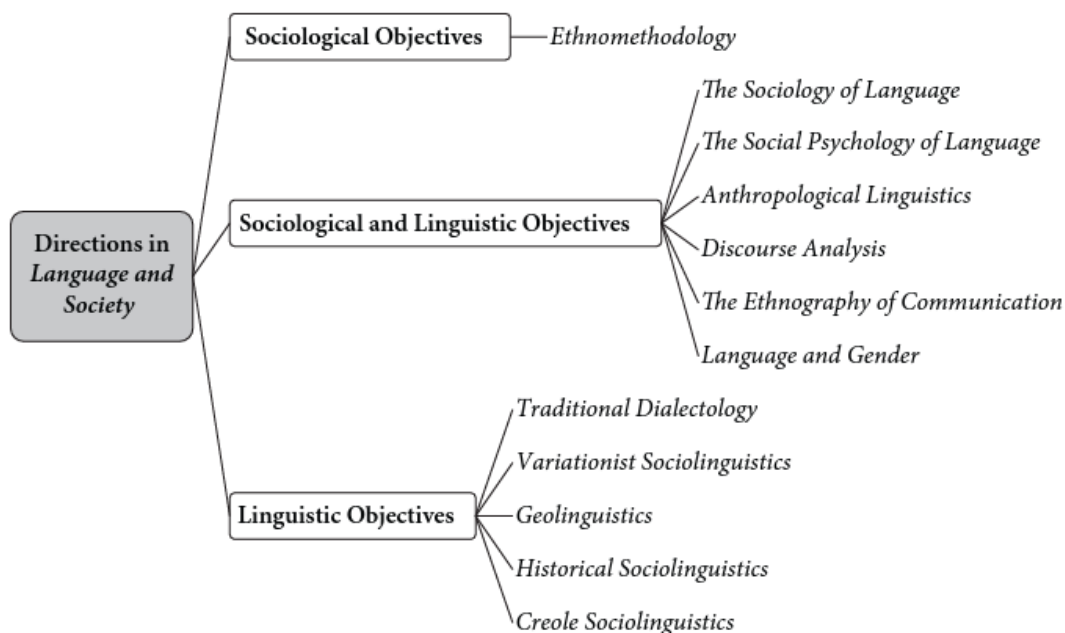 Sociological Objectives
Ethnomethodology
The Sociology of Language
The Social Psychology of Language
Anthropological Linguistics
Directions in
Language and
Society
Sociological and Linguistic Objectives
Discourse Analysis
The Ethnography of Communication
Language and Gender
Traditional Dialectology
Variationist Sociolinguistics
Linguistic Objectives
Geolinguistics
Historical Sociolinguistics
Creole Sociolinguistics